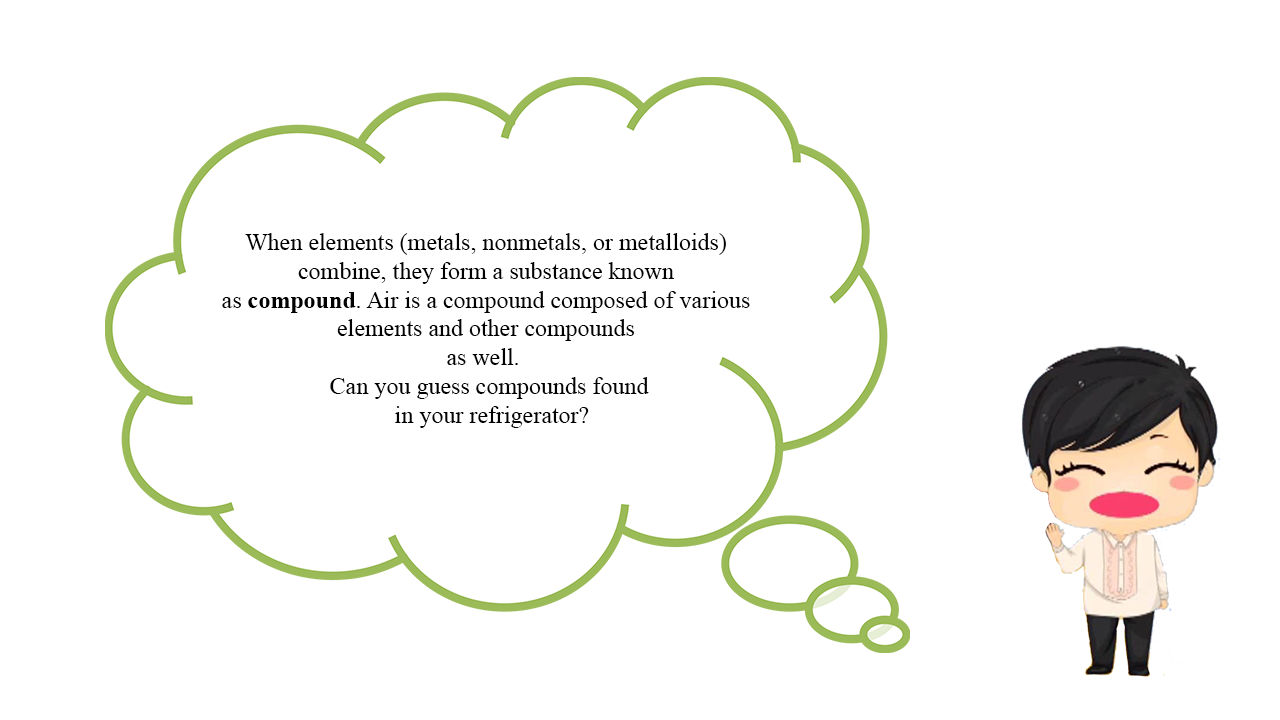 When elements (metals, nonmetals, or metalloids)
combine, they form a substance known
as compound. Air is a compound composed of various
elements and other compounds
as well.
Can you guess compounds found
in your refrigerator?